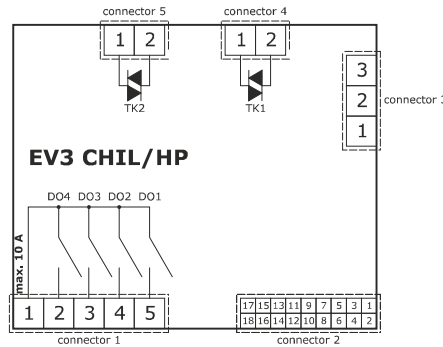 connector 5
connector 4
1 2
1 2
TK2
TK1
3
2
1
connector 3
EV3 CHIL/HP
DO4 DO3 DO2 DO1
max. 10 A
1 2 3 4 5
17 15 13 11 9 7 5 3 1
18 16 14 12 10 8 6 4 2
connector 1
connector 2